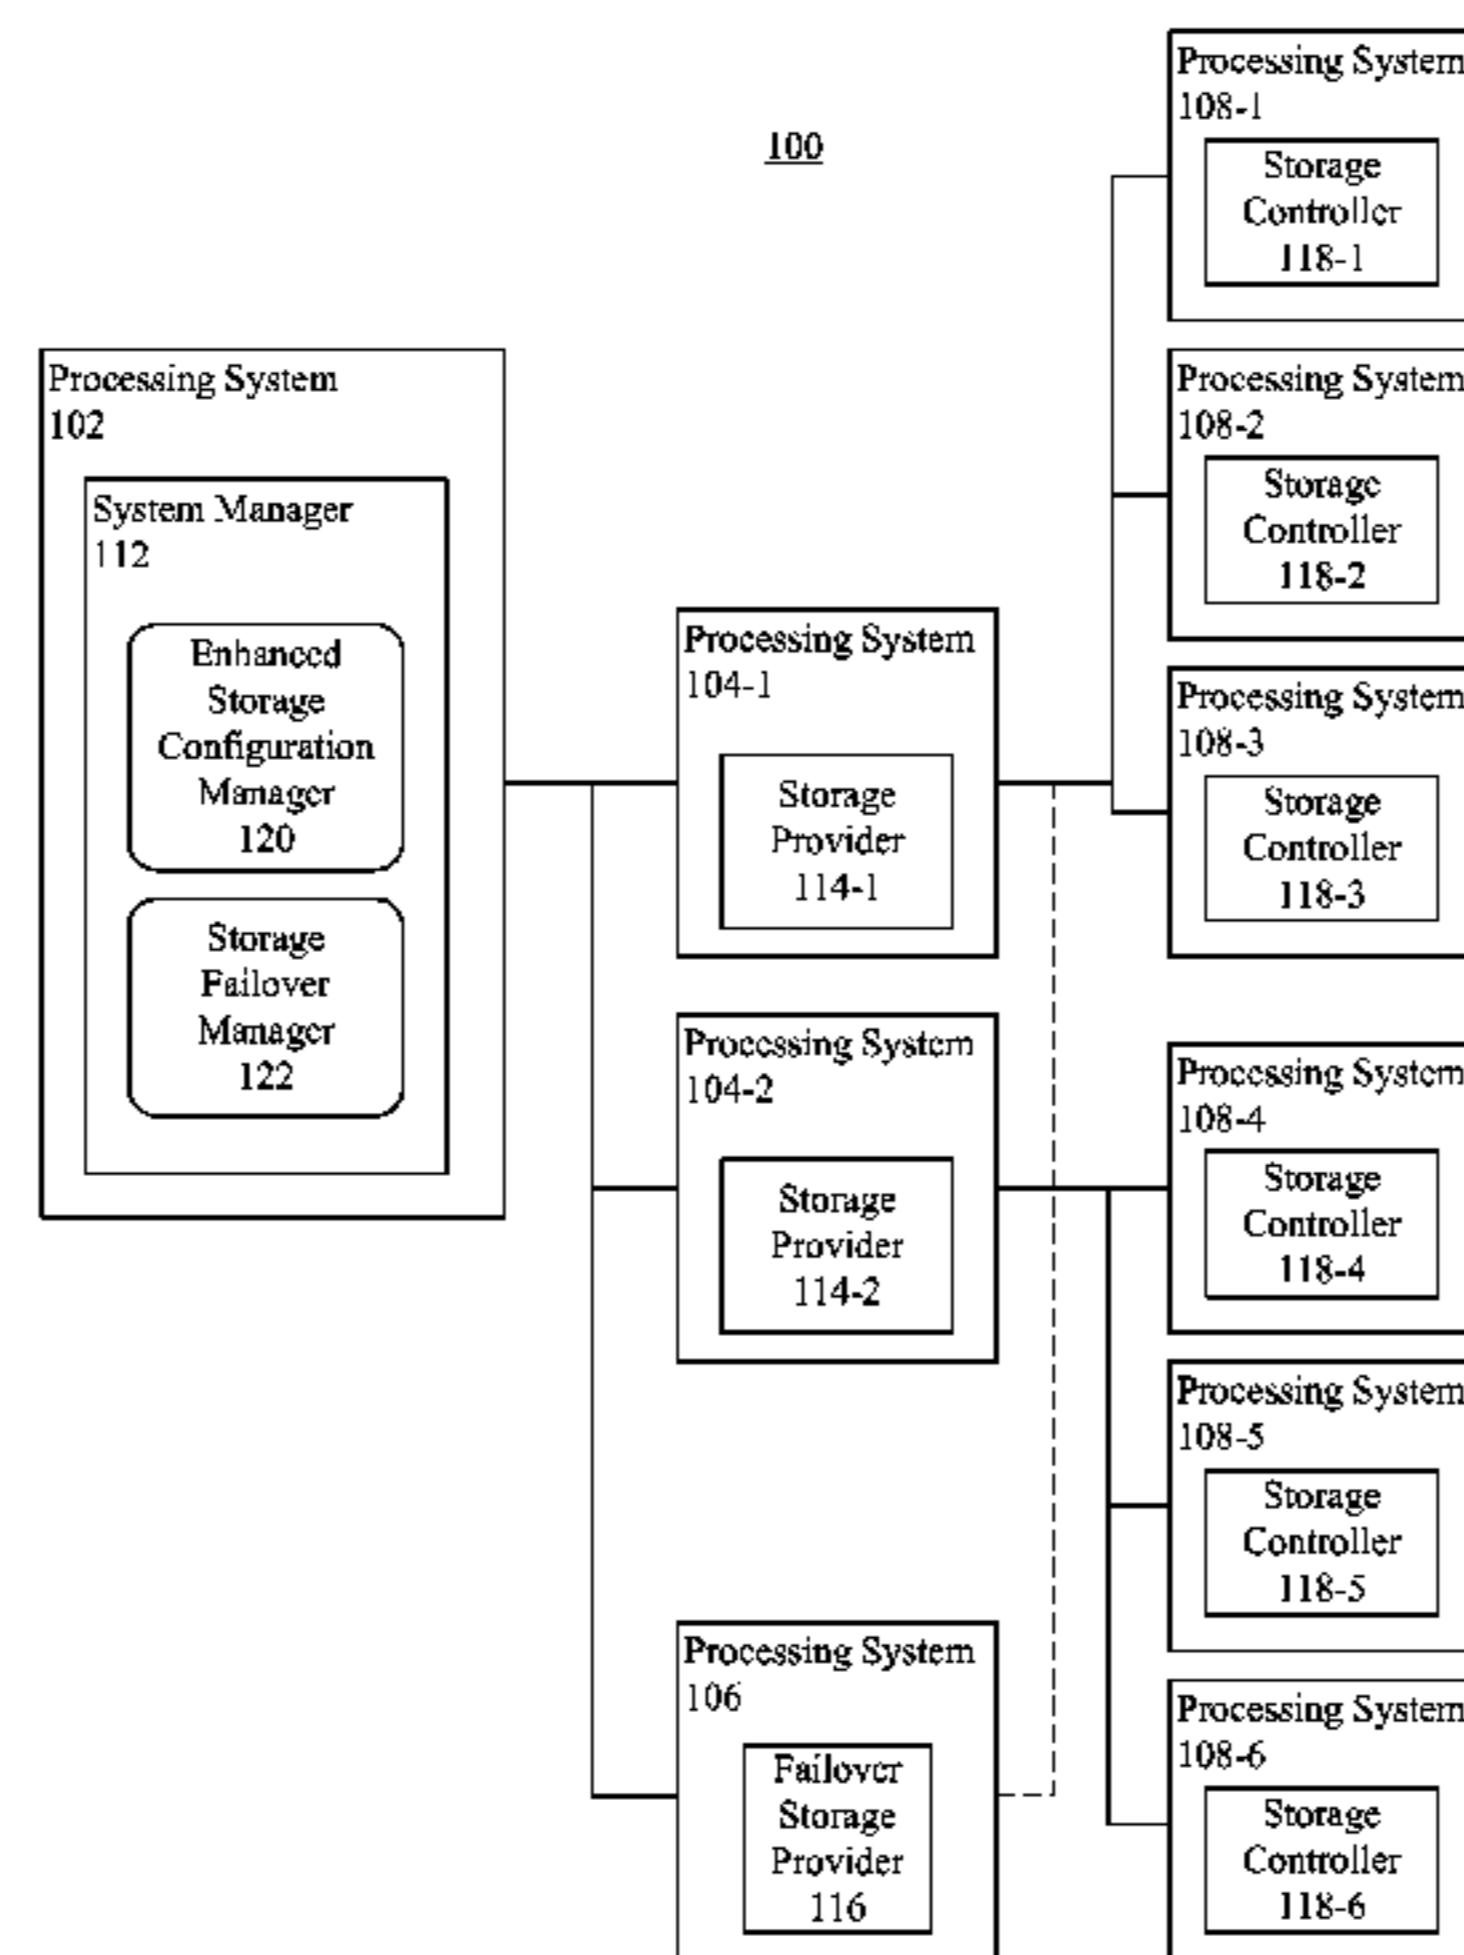 100
Processing System
102
System Manager
112
Enhanced
Storage
Configuration
Manager
120
Storage
Failover
Manager
122
Processing System
104-1
Storage
Provider
114-1
Processing System
104-2
Storage
Provider
114-2
Processing System
106
Failover
Storage
Provider
116
Processing System
108-1
Storage
Controller
118-1
Processing System
108-2
Storage
Controller
118-2
Processing System
108-3
Storage
Controller
118-3
Processing System
108-4
Storage
Controller
118-4
Processing System
108-5
Storage
Controller
118-5
Processing System
108-6
Storage
Controller
118-6